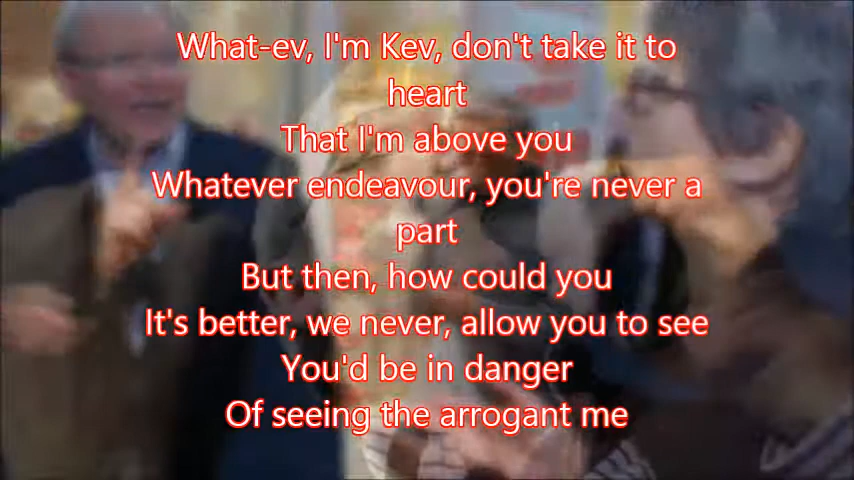 What-ev, I'm Kev, don't take it to
heart
That I'm above you
Whatever endeavour, you're never a
part
But then, how could you
It's better, we never, allow you to see
You'd be in danger
Of seeing the arrogant me